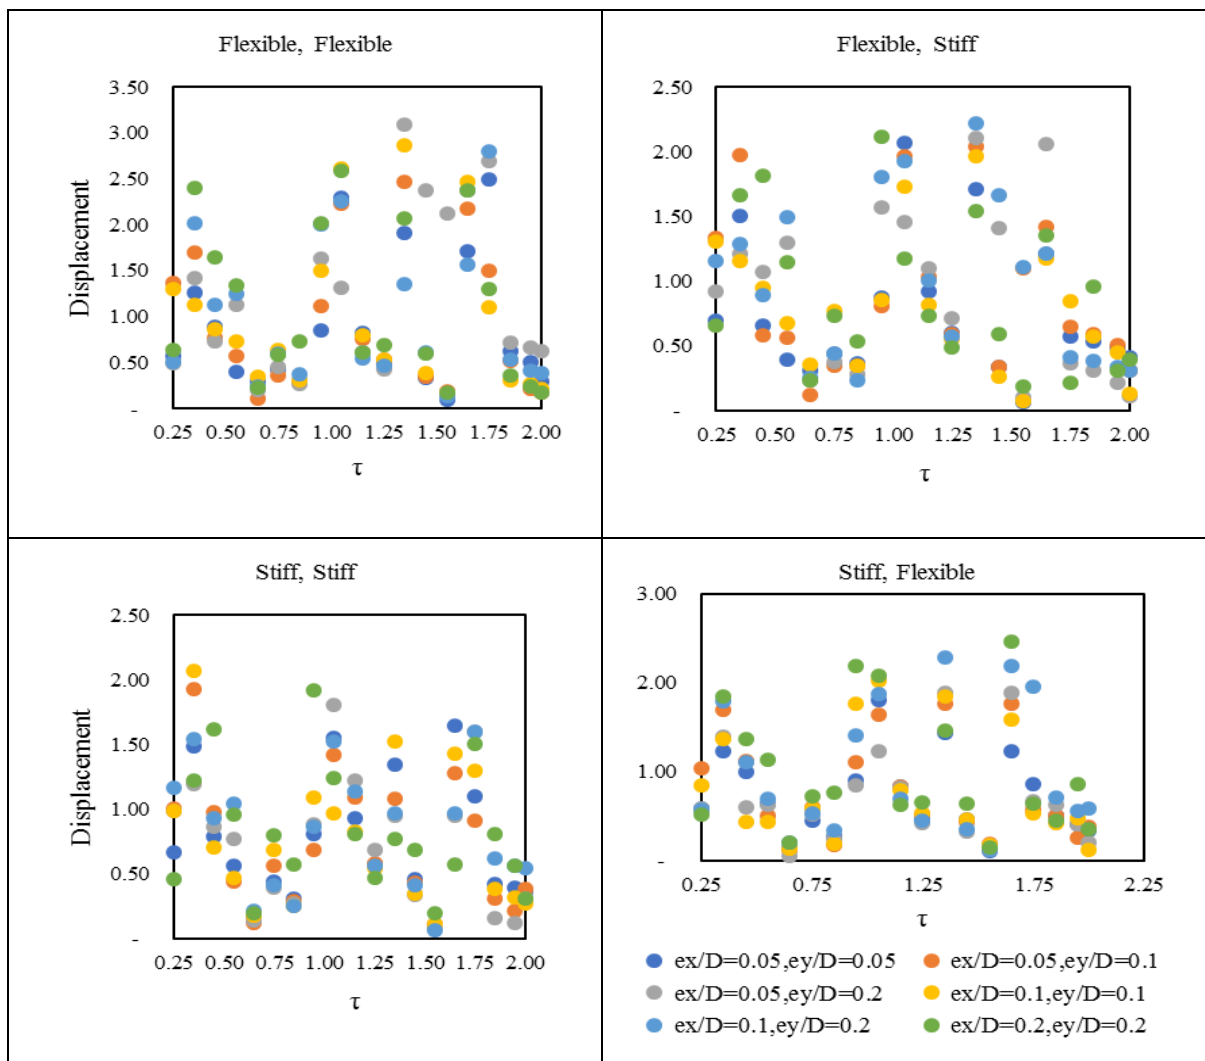 Flexible, Flexible
3.50
3.00
2.50
2.00
1.50
1.00
0.50
-
Displacement
0.25 0.50 0.75 1.00 1.25 1.50 1.75 2.00
τ
Flexible, Stiff
2.50
2.00
1.50
1.00
0.50
-
0.25 0.50 0.75 1.00 1.25 1.50 1.75 2.00
τ
Stiff, Stiff
2.50
2.00
1.50
1.00
0.50
-
Displacement
0.25 0.50 0.75 1.00 1.25 1.50 1.75 2.00
τ
Stiff, Flexible
3.00
2.00
1.00
-
0.25 0.75 1.25 1.75 2.25
τ
ex/D=0.05,ey/D=0.05 ex/D=0.05,ey/D=0.1
ex/D=0.05,ey/D=0.2 ex/D=0.1,ey/D=0.1
ex/D=0.1,ey/D=0.2 ex/D=0.2,ey/D=0.2